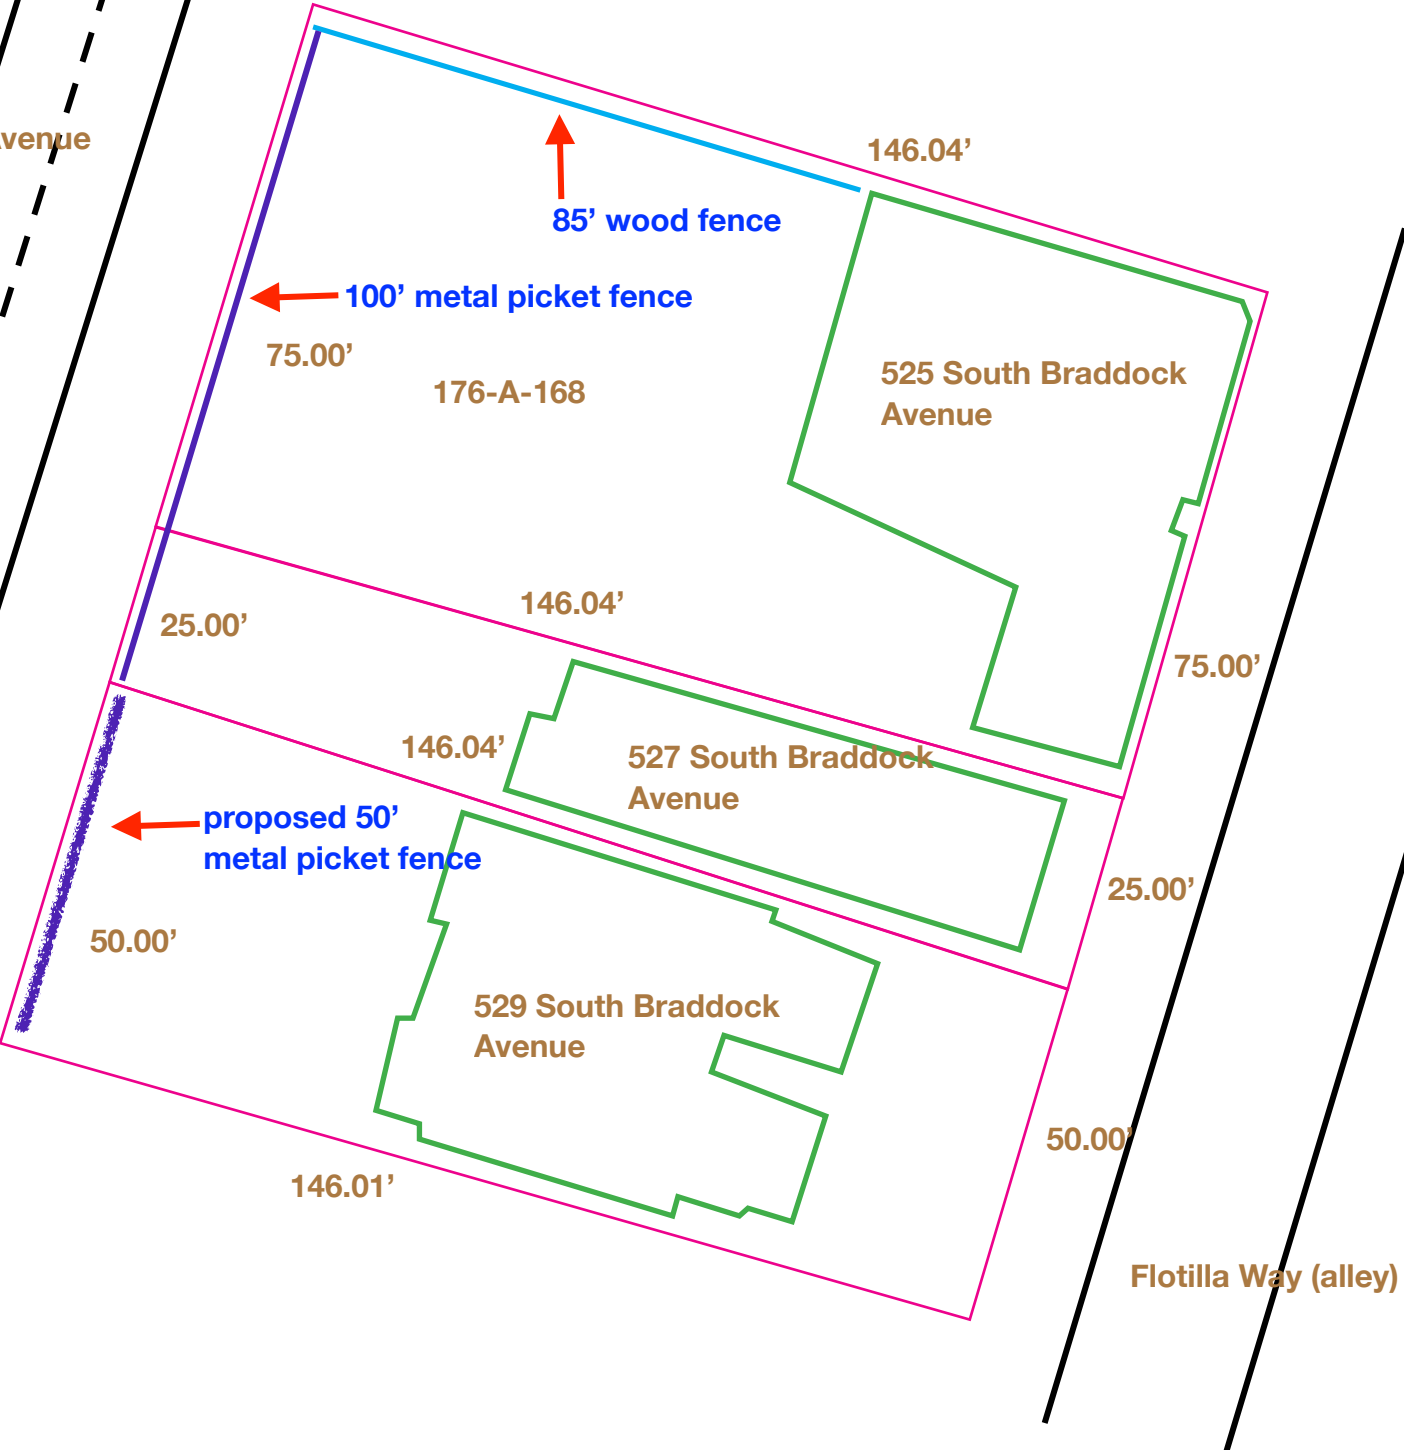 venue
146.04’
85’ wood fence
100’ metal picket fence
75.00’
176-A-168
525 South Braddock
Avenue
146.04’
25.00’
75.00’
146.04’
527 South Braddock
Avenue
proposed 50’
metal picket fence
25.00’
50.00’
529 South Braddock
Avenue
50.00’
146.01’
Flotilla Way (alley)